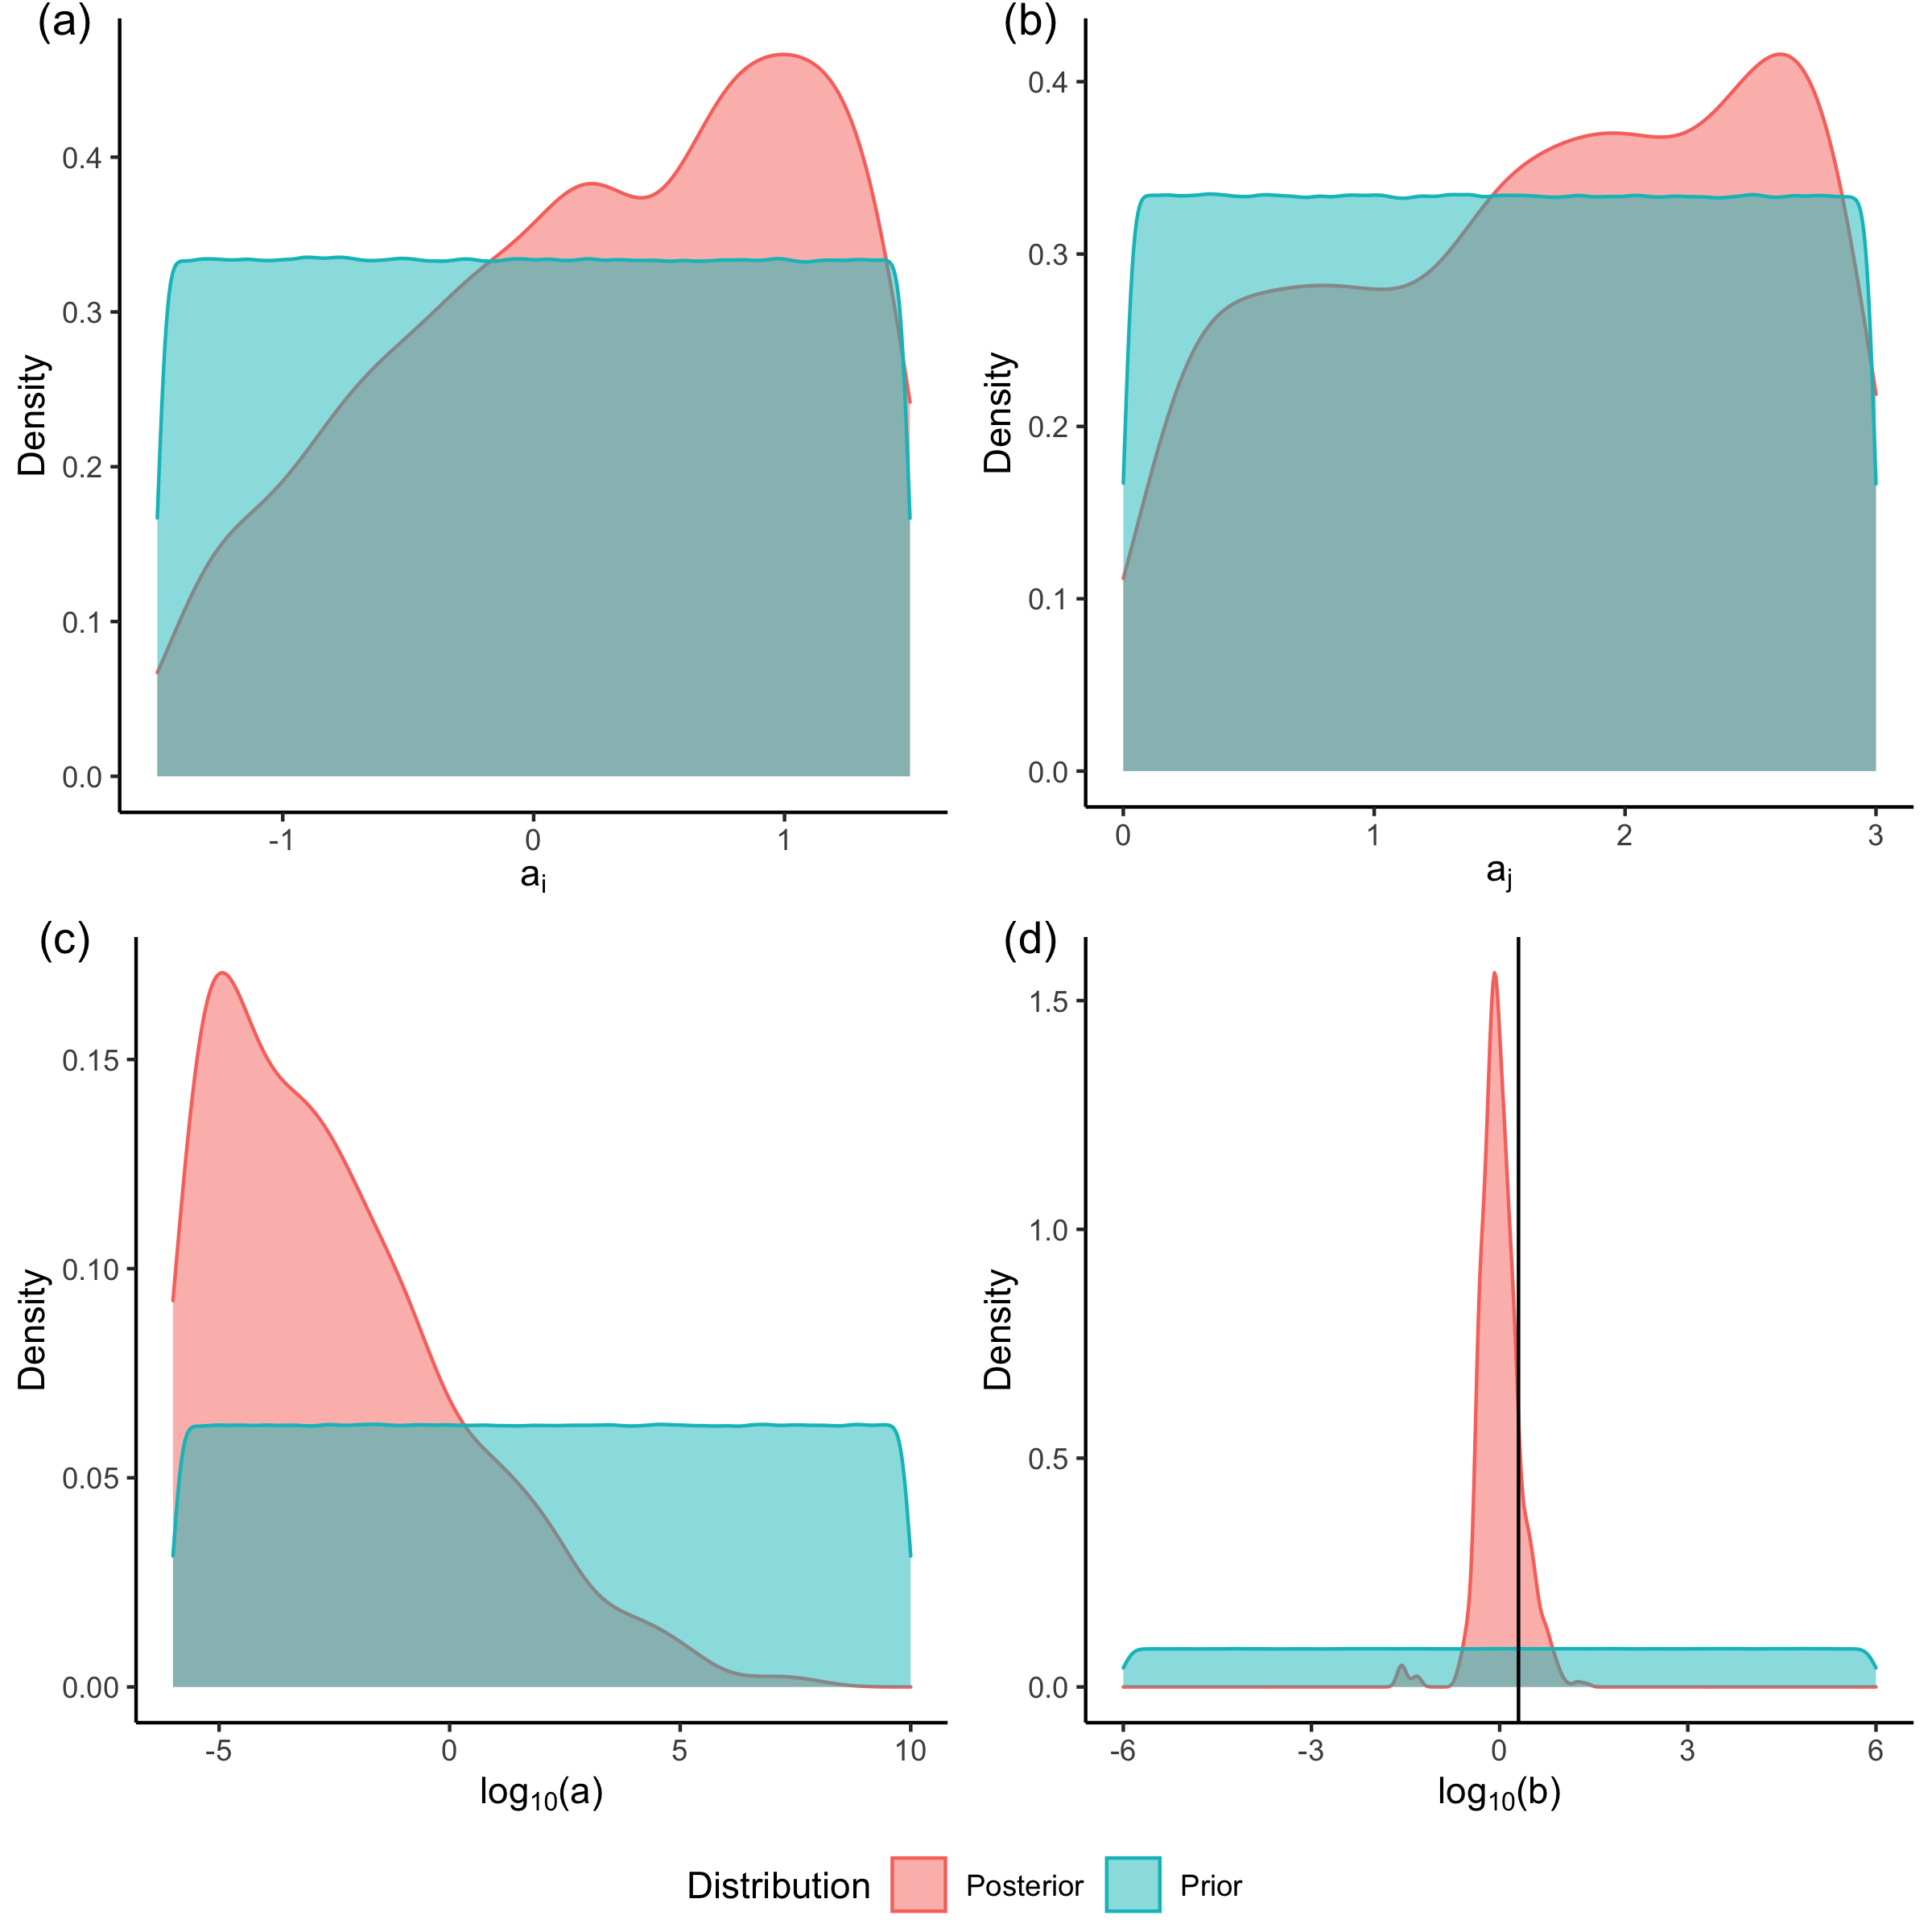 (a)
Density
0.4
0.3
0.2
0.1
0.0
-1 0 1
aᵢ
(b)
Density
0.4
0.3
0.2
0.1
0.0
0 1 2 3
aⱼ
(c)
Density
0.15
0.10
0.05
0.00
-5 0 5 10
log₁₀(a)
(d)
Density
1.5
1.0
0.5
0.0
-6 -3 0 3 6
log₁₀(b)
Distribution Posterior Prior